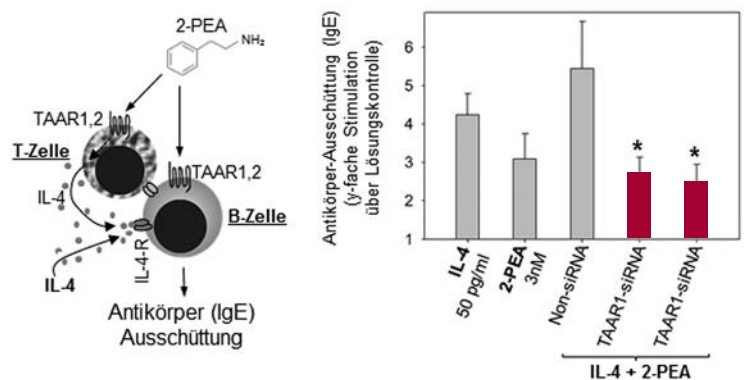 2-PEA
NH₂
TAAR1,2
T-Zelle
TAAR1,2
IL-4
B-Zelle
IL-4-R
IL-4
Antikörper (IgE)
Ausschüttung
Antikörper-Ausschüttung (IgE)
(y-fache Stimulation
über Lösungskontrolle)
6
5
4
3
2
1
*
*
IL-4
50 pg/ml
2-PEA
3nM
Non-siRNA
TAAR1-siRNA
TAAR1-siRNA
IL-4 + 2-PEA